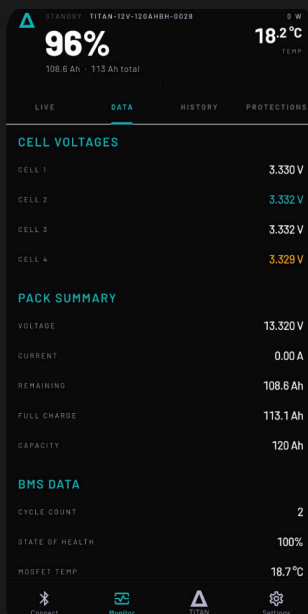 STANDBY TITAN-12V-120AHBH-0028 0 W
96% 18.2°C
TEMP
108.6 Ah · 113 Ah total
LIVE DATA HISTORY PROTECTIONS
CELL VOLTAGES
CELL 1 3.330 V
CELL 2 3.332 V
CELL 3 3.332 V
CELL 4 3.329 V
PACK SUMMARY
VOLTAGE 13.320 V
CURRENT 0.00 A
REMAINING 108.6 Ah
FULL CHARGE 113.1 Ah
CAPACITY 120 Ah
BMS DATA
CYCLE COUNT 2
STATE OF HEALTH 100%
MOSFET TEMP 18.7°C
Connect Monitor TITAN Settings